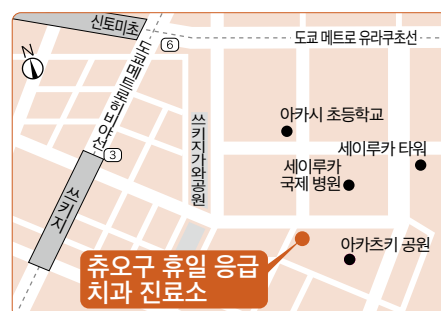 신토미초
6
도쿄 메트로 유라쿠초선
N
도쿄메트로히비야선
아카시 초등학교
쓰키지가와공원
세이루카 타워
3
세이루카
국제 병원
쓰키지
아카츠키 공원
츄오구 휴일 응급
치과 진료소